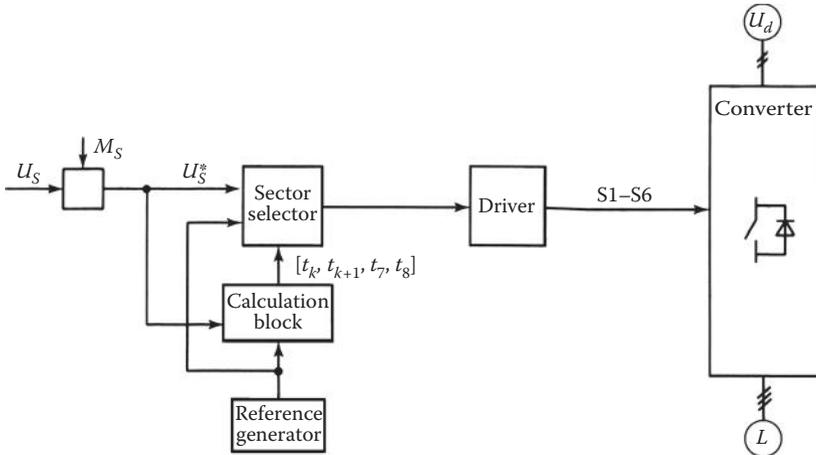 U_d
Converter
M_S
U_S
U_S^*
Sector
selector
Driver
S1–S6
[t_k, t_{k+1}, t_7, t_8]
Calculation
block
Reference
generator
L